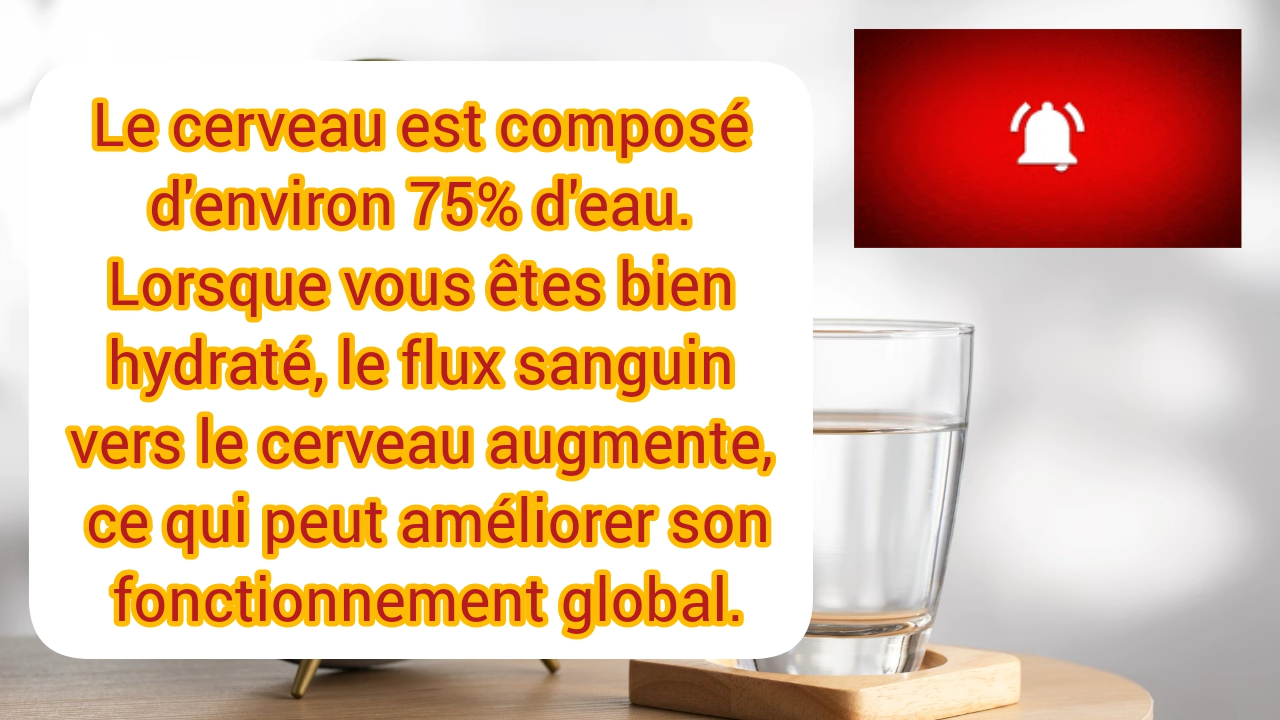 Le cerveau est composé
d'environ 75% d'eau.
Lorsque vous êtes bien
hydraté, le flux sanguin
vers le cerveau augmente,
ce qui peut améliorer son
fonctionnement global.